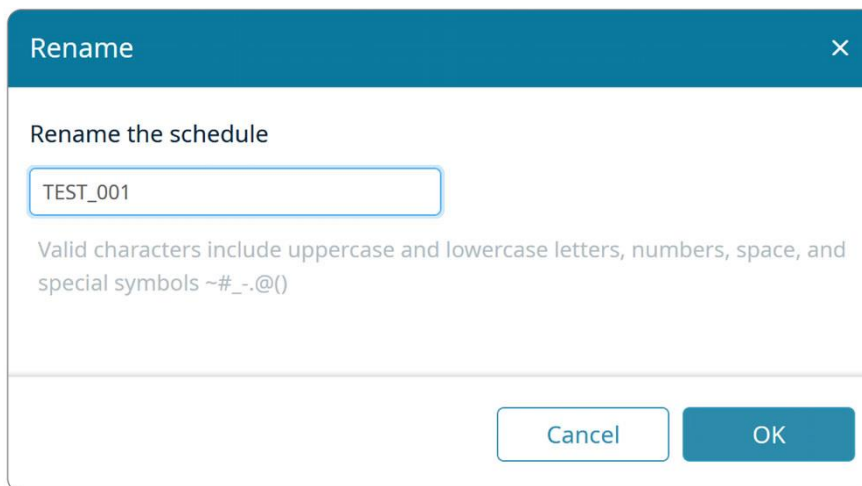 Rename
Rename the schedule
TEST_001
Valid characters include uppercase and lowercase letters, numbers, space, and
special symbols ~#_-.@()
Cancel
OK